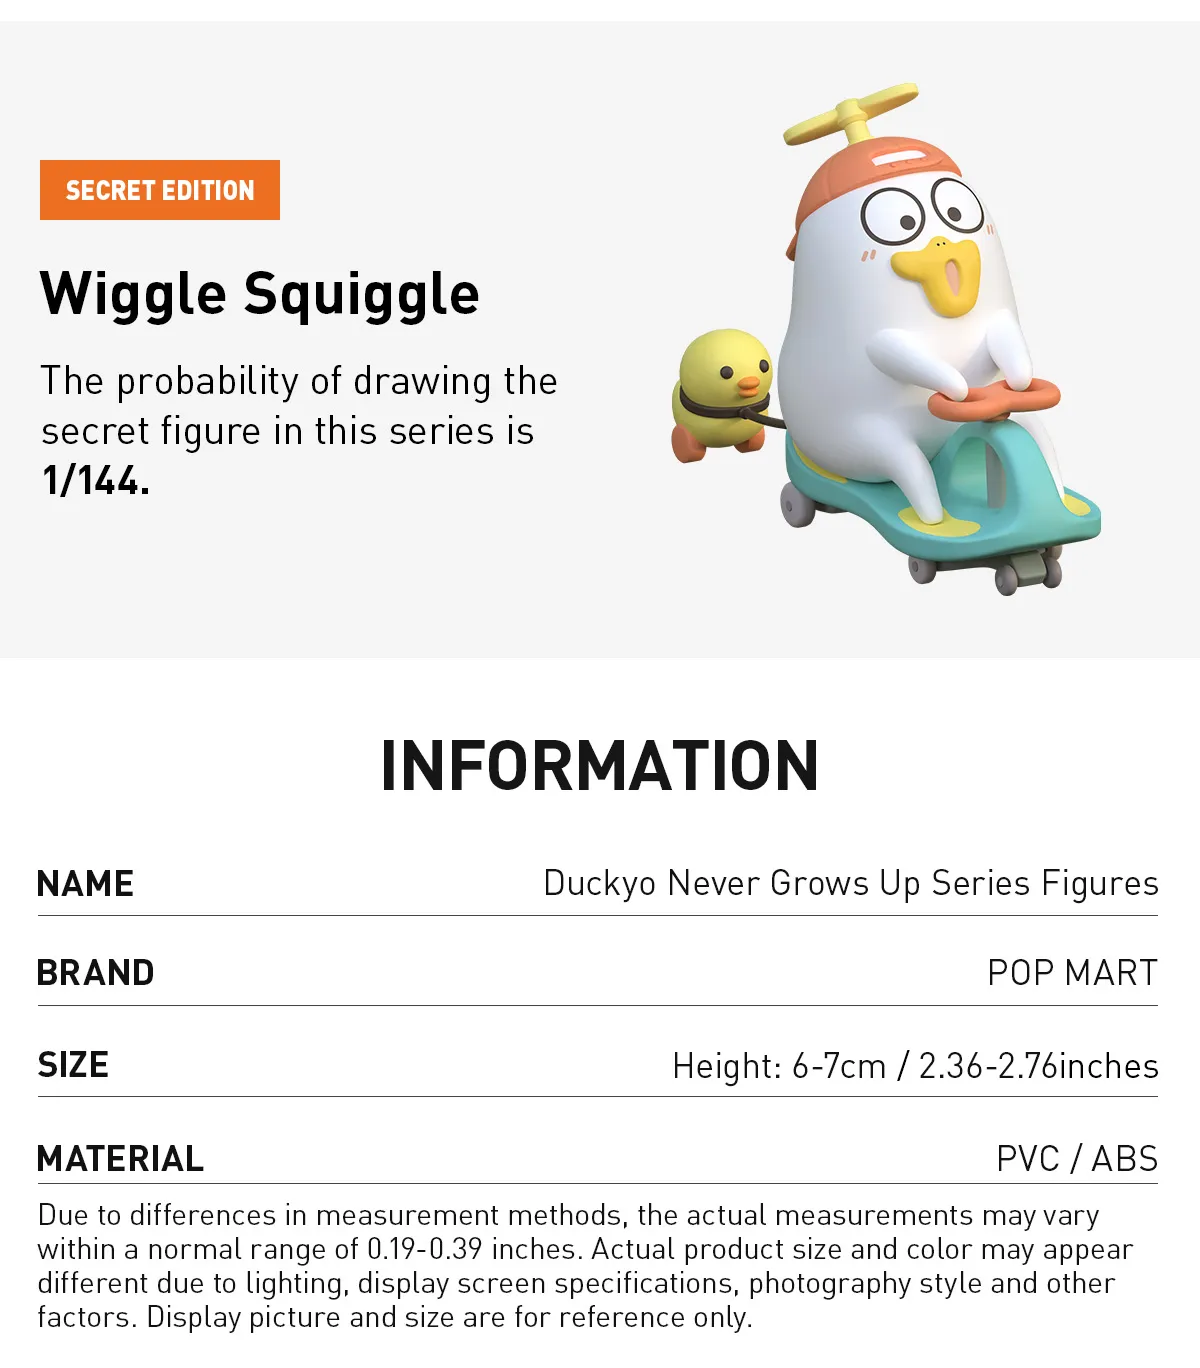 SECRET EDITION
Wiggle Squiggle
The probability of drawing the
secret figure in this series is
1/144.
INFORMATION
NAME Duckyo Never Grows Up Series Figures
BRAND POP MART
SIZE Height: 6-7cm / 2.36-2.76inches
MATERIAL PVC / ABS
Due to differences in measurement methods, the actual measurements may vary
within a normal range of 0.19-0.39 inches. Actual product size and color may appear
different due to lighting, display screen specifications, photography style and other
factors. Display picture and size are for reference only.